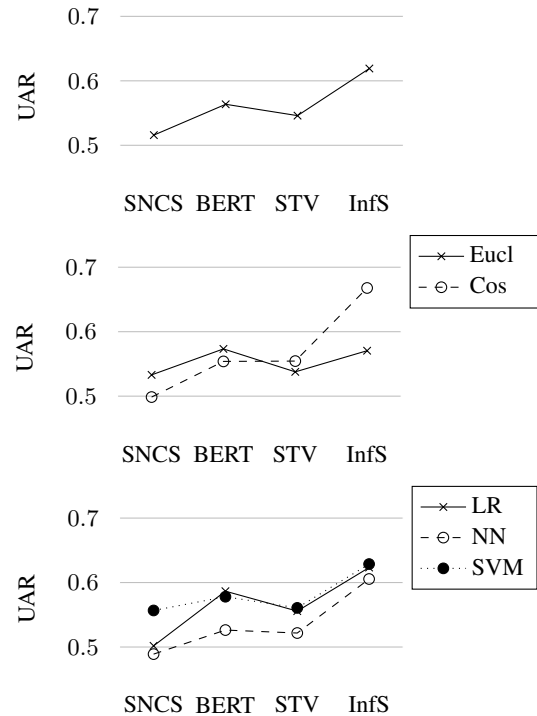 0.7
0.6
0.5
UAR
SNCS BERT STV InfS
Eucl
Cos
0.7
0.6
0.5
UAR
SNCS BERT STV InfS
LR
NN
SVM
0.7
0.6
0.5
UAR
SNCS BERT STV InfS